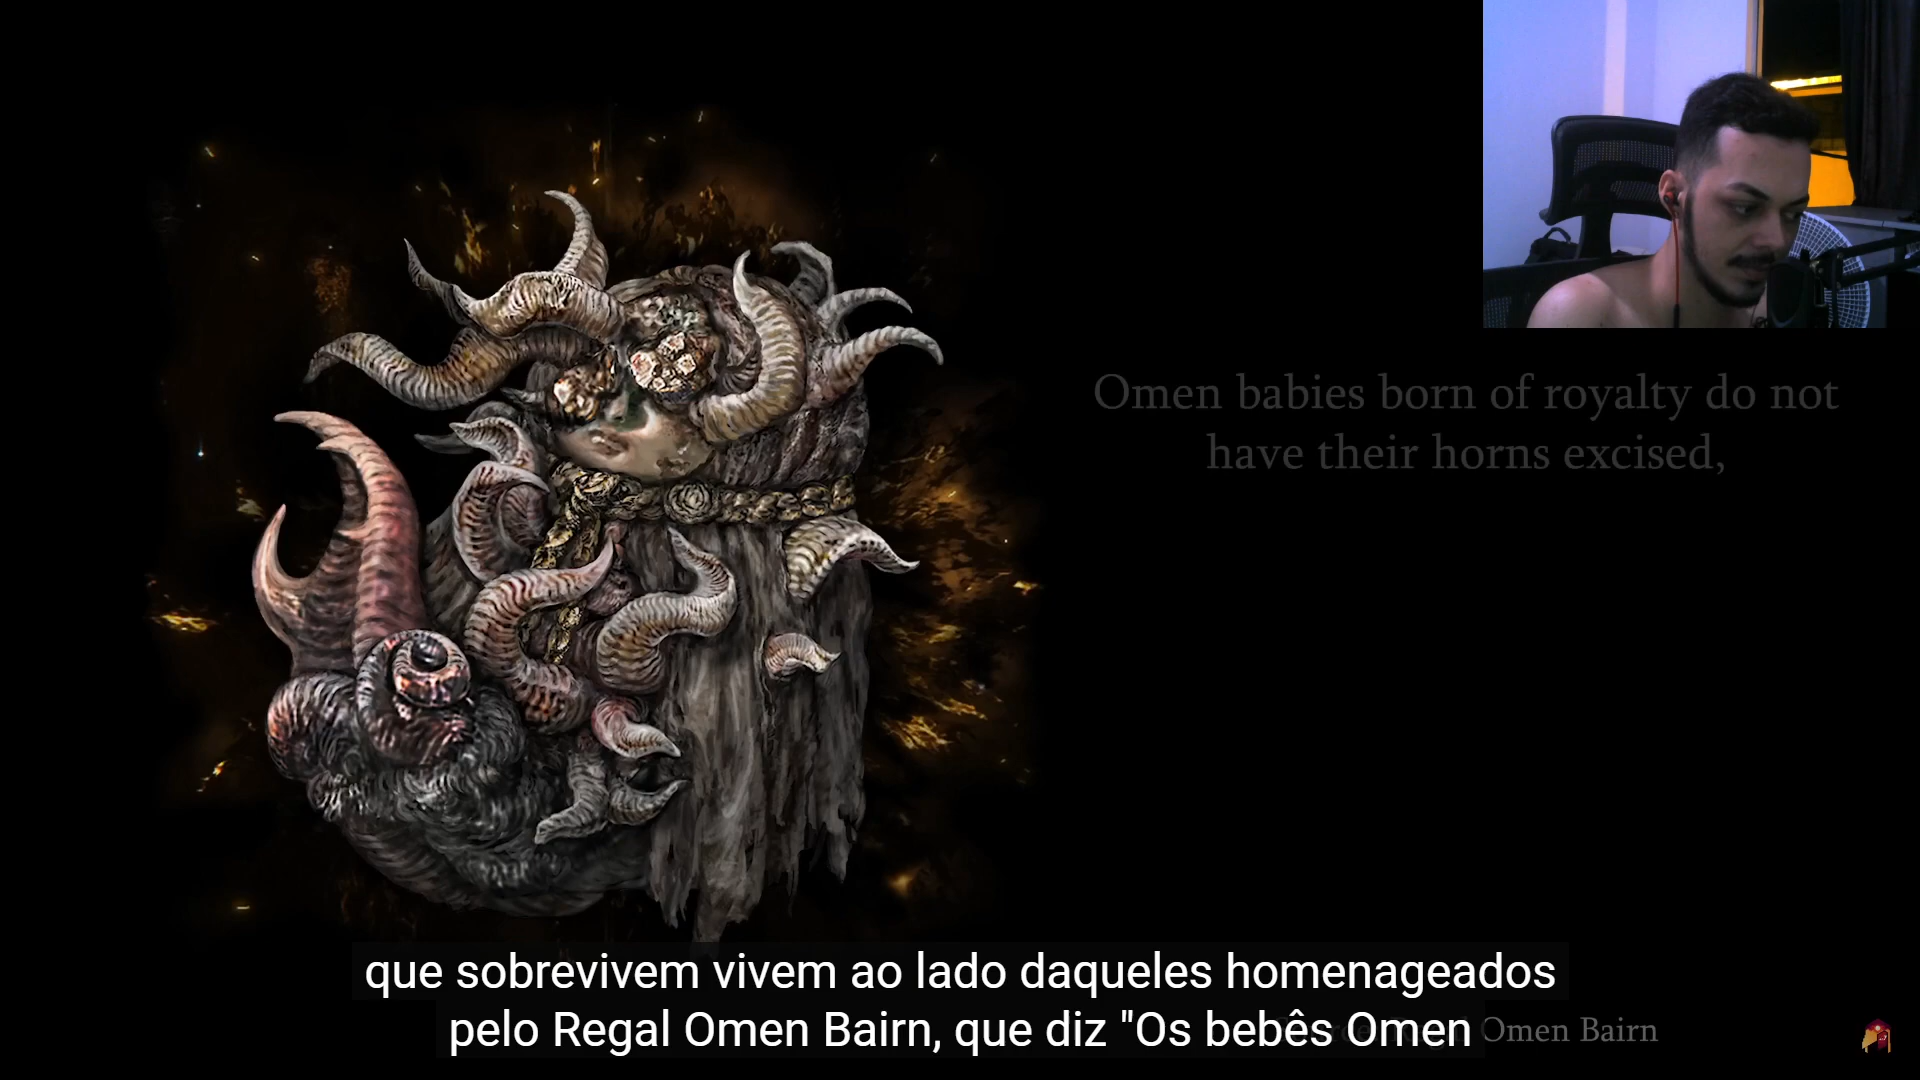 Omen babies born of royalty do not
have their horns excised,
que sobrevivem vivem ao lado daqueles homenageados
pelo Regal Omen Bairn, que diz "Os bebês Omen
Omen Bairn